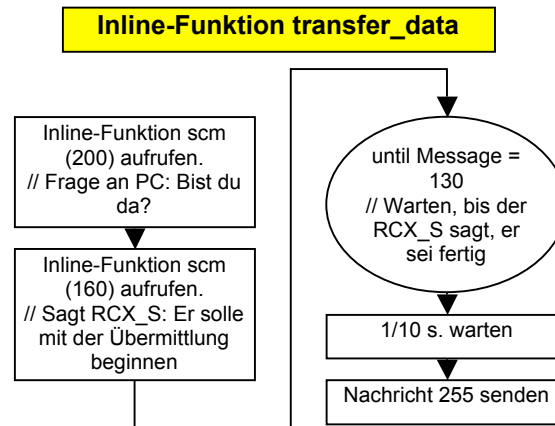 Inline-Funktion transfer_data
Inline-Funktion scm
(200) aufrufen.
// Frage an PC: Bist du
da?
Inline-Funktion scm
(160) aufrufen.
// Sagt RCX_S: Er solle
mit der Übermittlung
beginnen
until Message =
130
// Warten, bis der
RCX_S sagt, er
sei fertig
1/10 s. warten
Nachricht 255 senden